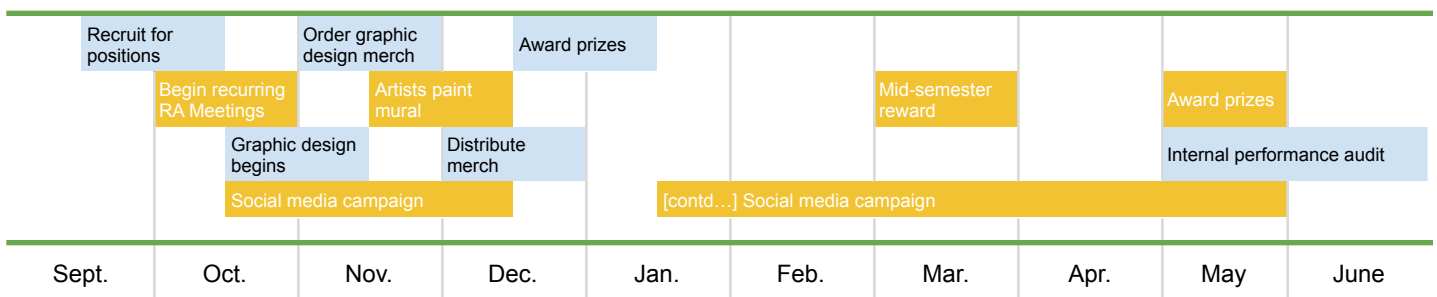 Recruit for
positions
Order graphic
design merch
Award prizes
Begin recurring
RA Meetings
Artists paint
mural
Mid-semester
reward
Award prizes
Graphic design
begins
Distribute
merch
Internal performance audit
Social media campaign
[contd…] Social media campaign
Sept.
Oct.
Nov.
Dec.
Jan.
Feb.
Mar.
Apr.
May
June